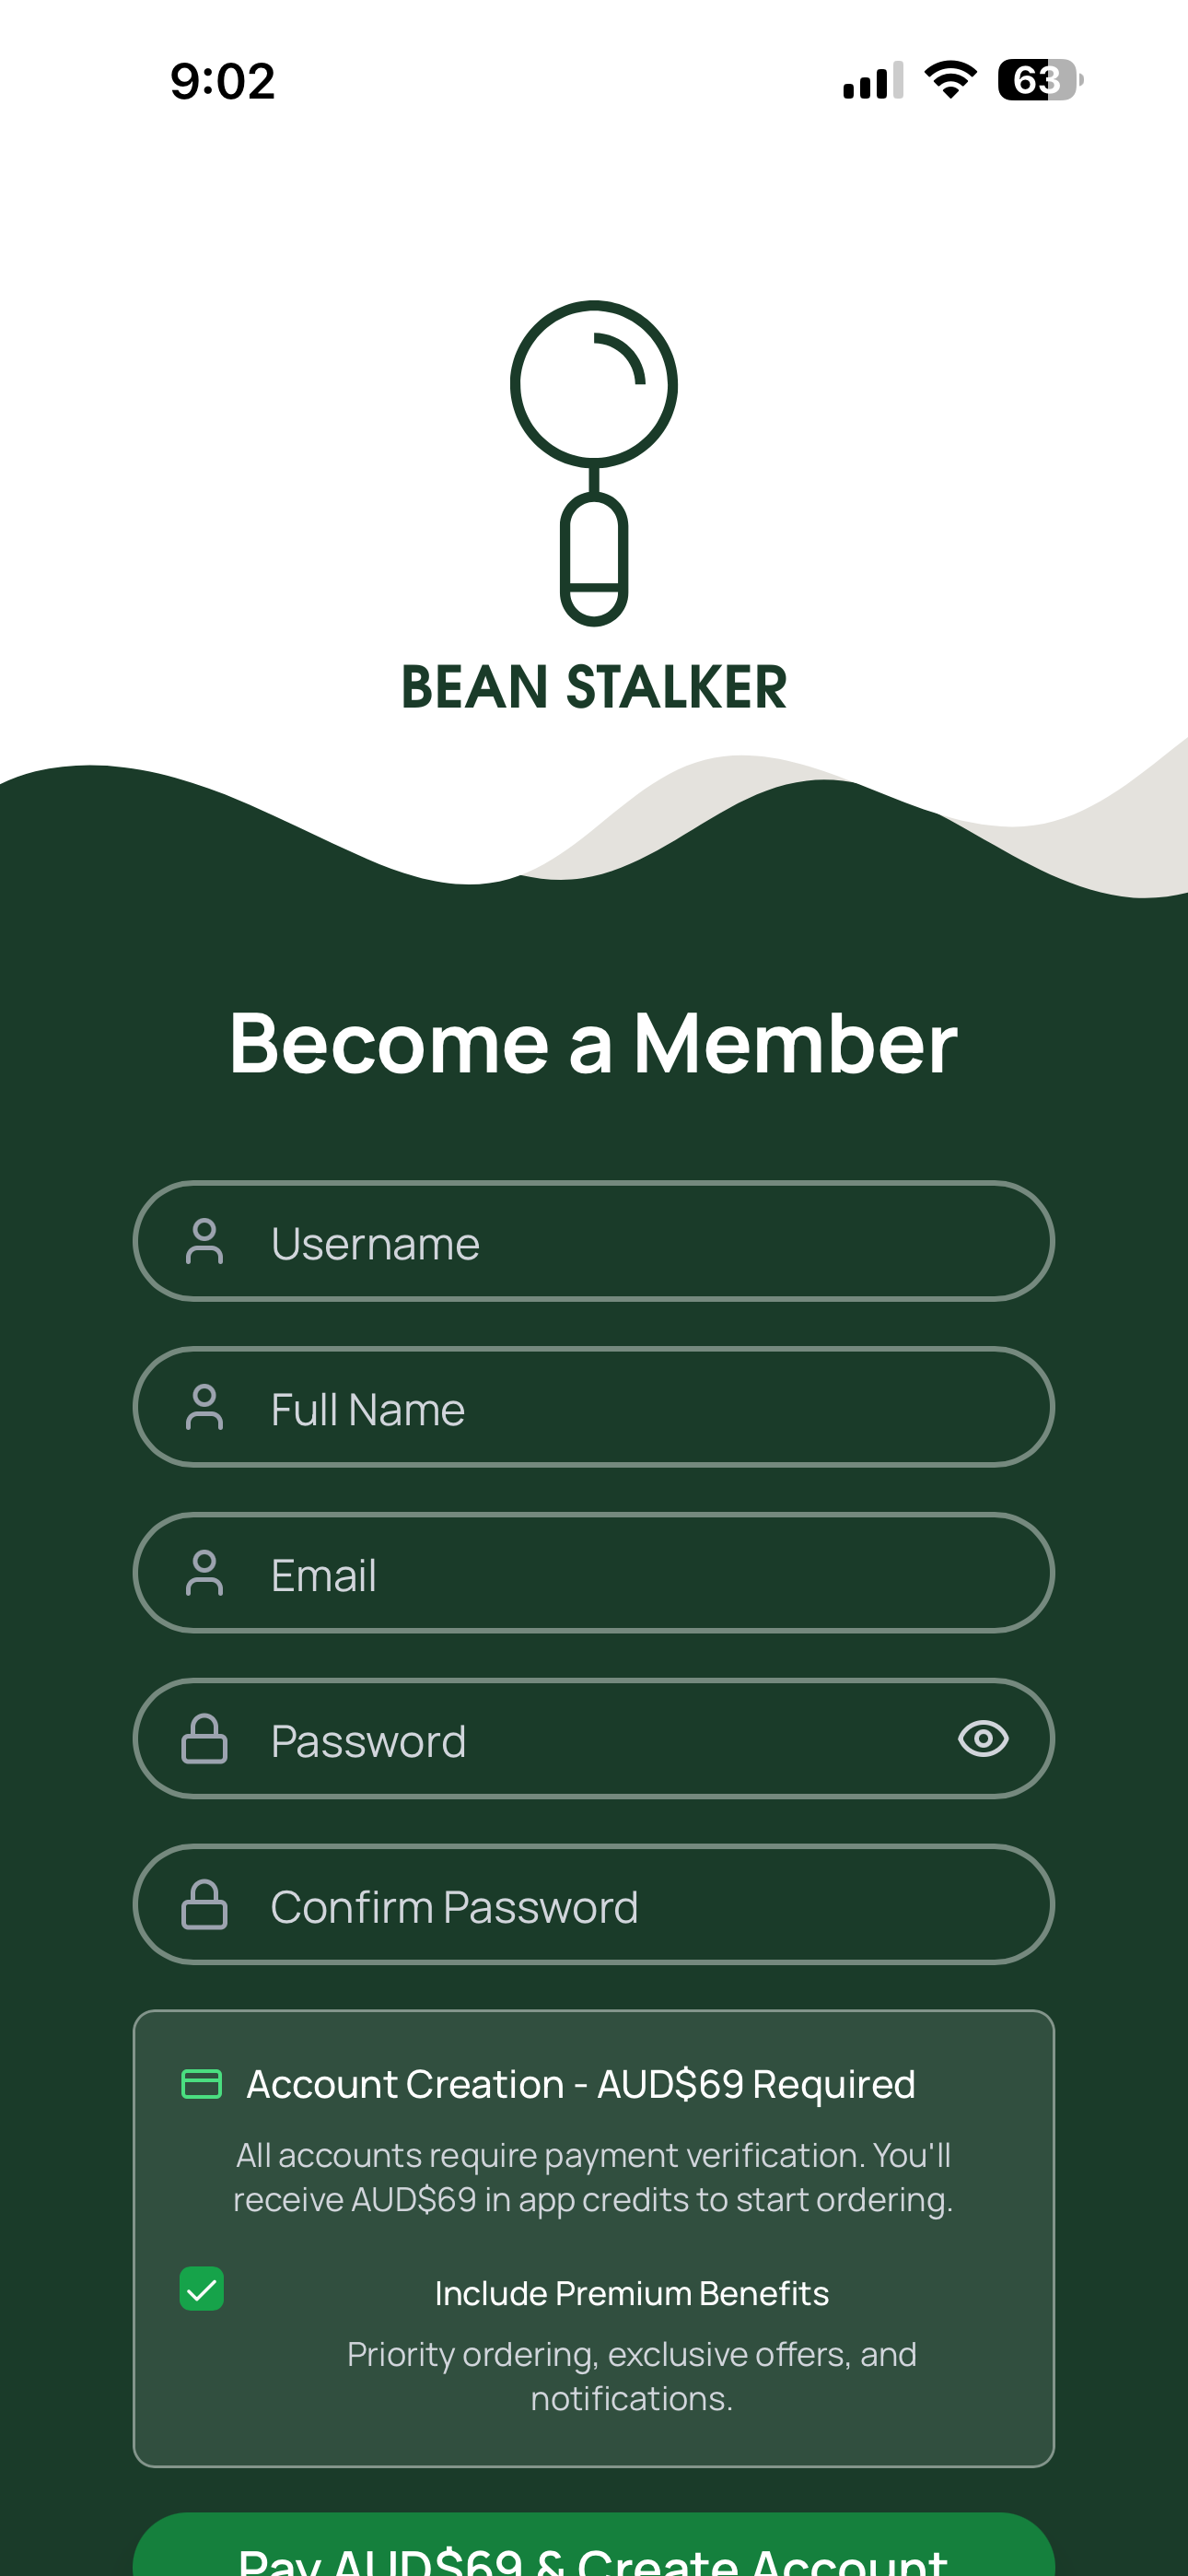 9:02
63
BEAN STALKER
Become a Member
Username
Full Name
Email
Password
Confirm Password
Account Creation - AUD$69 Required
All accounts require payment verification. You'll
receive AUD$69 in app credits to start ordering.
Include Premium Benefits
Priority ordering, exclusive offers, and
notifications.
Pay AUD$69 & Create Account